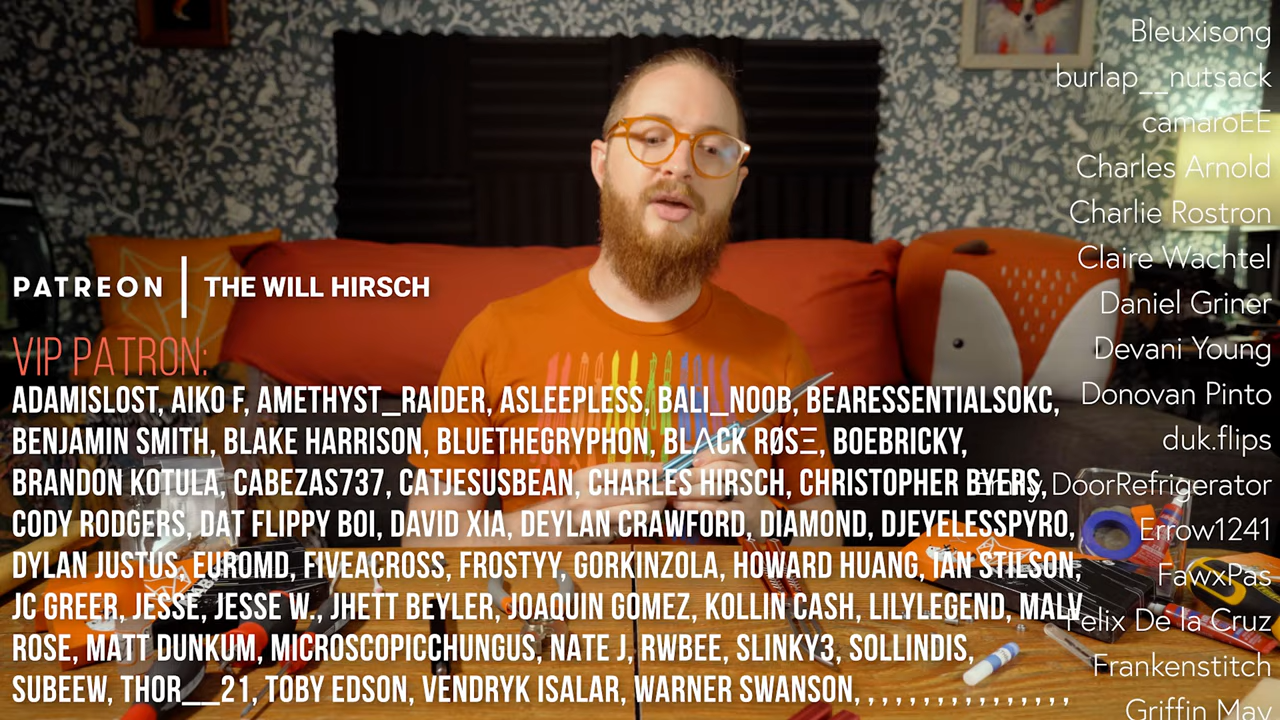 PATREON | THE WILL HIRSCH
VIP PATRON:
ADAMISLOST, AIKO F, AMETHYST_RAIDER, ASLEEPLESS, BALI_NOOB, BEARESSENTIALSOKC,
BENJAMIN SMITH, BLAKE HARRISON, BLUETHEGRYPHON, BLΛCK RØSΞ, BOEBRICKY,
BRANDON KOTULA, CABEZAS737, CATJESUSBEAN, CHARLES HIRSCH, CHRISTOPHER BYERS,
CODY RODGERS, DAT FLIPPY BOI, DAVID XIA, DEYLAN CRAWFORD, DIAMOND, DJEYELESSPYRO,
DYLAN JUSTUS, EUROMD, FIVEACROSS, FROSTYY, GORKINZOLA, HOWARD HUANG, IAN STILSON,
JC GREER, JESSE, JESSE W., JHETT BEYLER, JOAQUIN GOMEZ, KOLLIN CASH, LILYLEGEND, MALV
ROSE, MATT DUNKUM, MICROSCOPICCHUNGUS, NATE J, RWBEE, SLINKY3, SOLLINDIS,
SUBEEW, THOR__21, TOBY EDSON, VENDRYK ISALAR, WARNER SWANSON, , , , , , , , , , , , , , , , ,
Bleuxisong
burlap__nutsack
camaroEE
Charles Arnold
Charlie Rostron
Claire Wachtel
Daniel Griner
Devani Young
Donovan Pinto
duk.flips
DoorRefrigerator
Errow1241
FawxPas
Felix De la Cruz
Frankenstitch
Griffin May